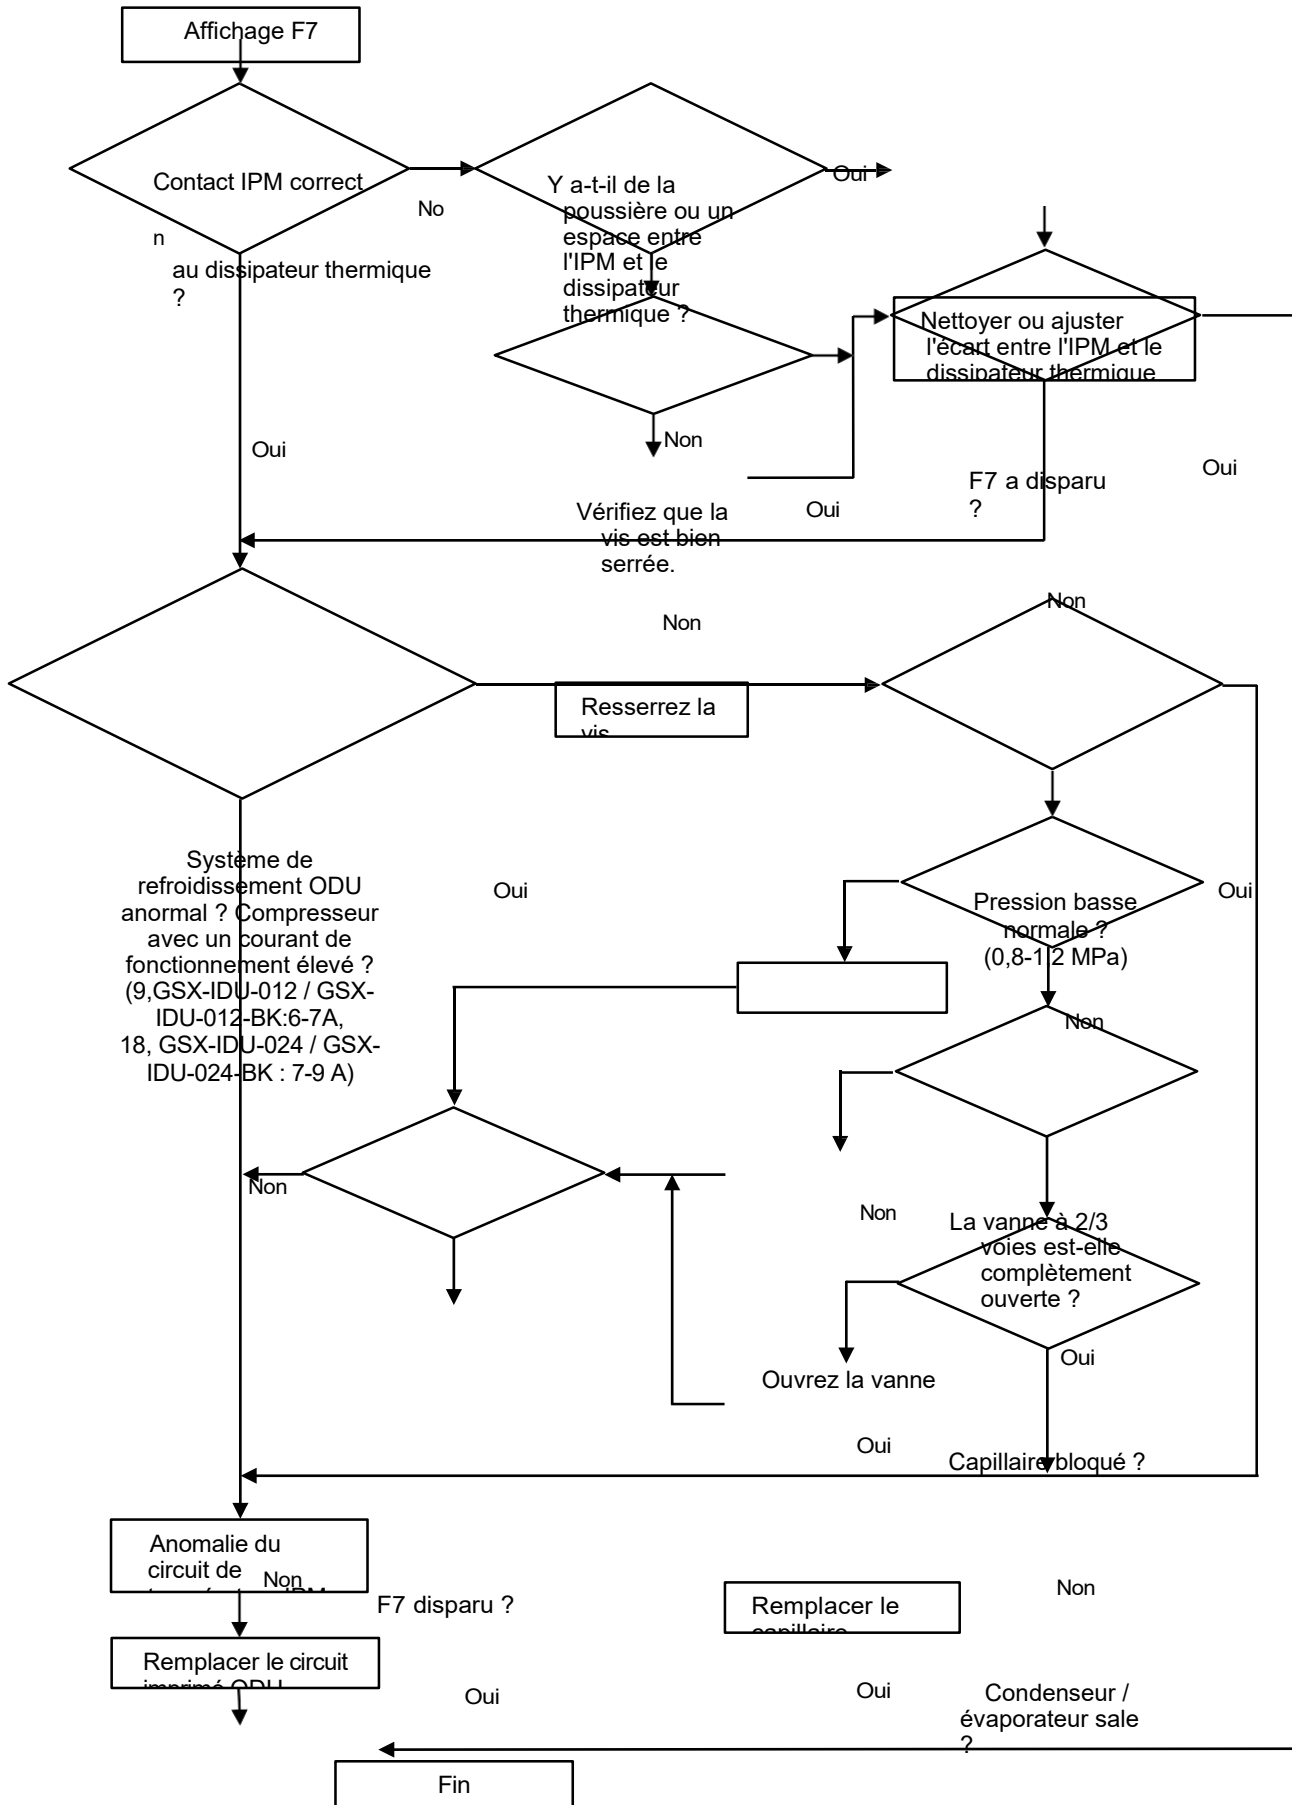 Affichage F7
Contact IPM correct
No
n
au dissipateur thermique
?
Y a-t-il de la
poussière ou un
espace entre
l'IPM et le
dissipateur
thermique ?
Oui
Nettoyer ou ajuster
l'écart entre l'IPM et le
dissipateur thermique
Oui
Non
Oui
F7 a disparu
?
Oui
Vérifiez que la
vis est bien
serrée.
Non
Non
Resserrez la
vis
Système de
refroidissement ODU
anormal ? Compresseur
avec un courant de
fonctionnement élevé ?
(9,GSX-IDU-012 / GSX-
IDU-012-BK:6-7A,
18, GSX-IDU-024 / GSX-
IDU-024-BK : 7-9 A)
Oui
Pression basse
normale ?
(0,8-1,2 MPa)
Oui
Non
Non
Non
La vanne à 2/3
voies est-elle
complètement
ouverte ?
Oui
Ouvrez la vanne
Oui
Capillaire bloqué ?
Anomalie du
circuit de
Non
F7 disparu ?
Remplacer le
capillaire
Non
Remplacer le circuit
imprimé ODU
Oui
Oui
Condenseur /
évaporateur sale
?
Fin